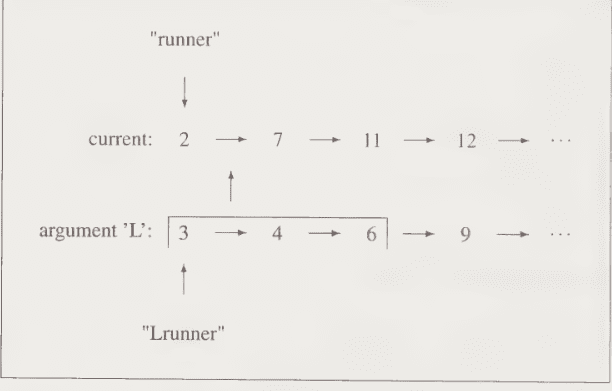 "runner"
current: 2 → 7 → 11 → 12 → ...
argument 'L': 3 → 4 → 6 → 9 → ...
"Lrunner"